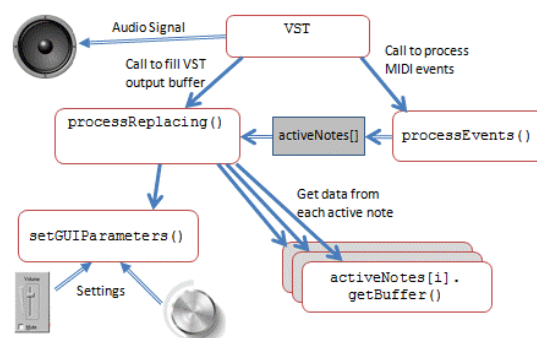 Audio Signal
VST
Call to fill VST
output buffer
Call to process
MIDI events
processReplacing()
activeNotes[]
processEvents()
Get data from
each active note
setGUIParameters()
activeNotes[i].
getBuffer()
Volume
Settings
Mute